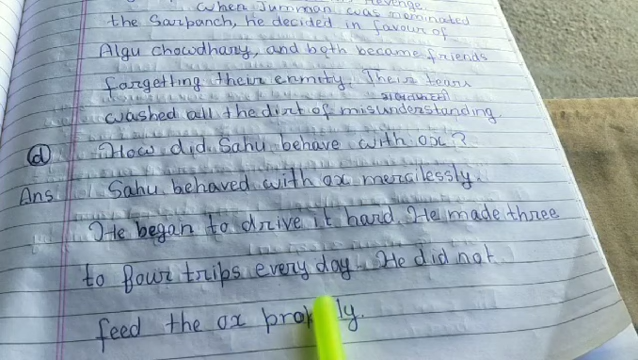 revenge.
When Jumman was nominated
the Sarpanch, he decided in favour of
Algu Chowdhary, and both became friends
forgetting their enmity. Their tears
washed all the dirt of misunderstanding
(d) How did Sahu behave with ox?
Ans Sahu behaved with ox mercilessly.
He began to drive it hard. He made three
to four trips every day. He did not
feed the ox pro ly.